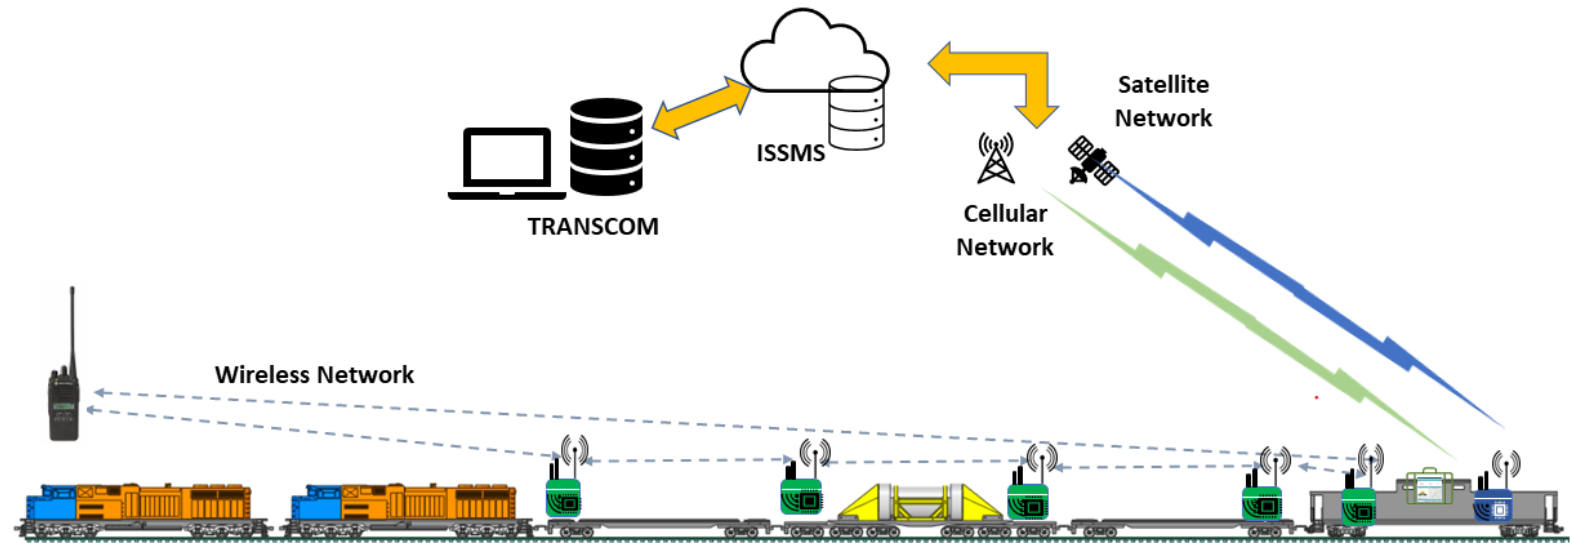 Satellite
Network
ISSMS
TRANSCOM
Cellular
Network
Wireless Network